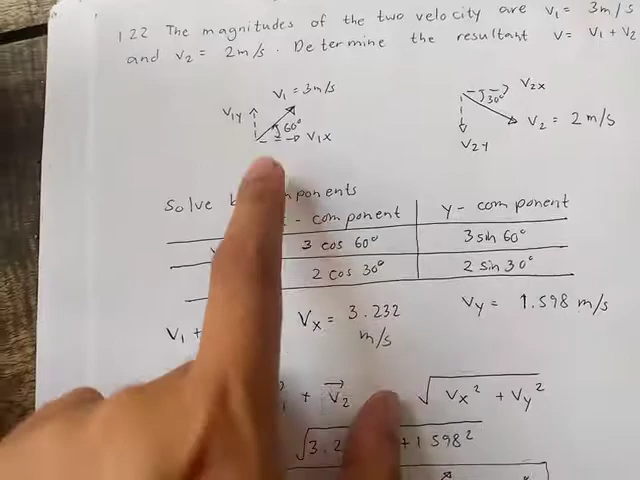 122 The magnitudes of the two velocity are v₁ = 3m/s
and v₂ = 2m/s. Determine the resultant v = v₁ + v₂
v₁ = 3m/s
V₁y
60°
V₁x
V₂x
30°
V₂ = 2m/s
V₂y
Solve components
- component y - component
3 cos 60° 3 sin 60°
2 cos 30° 2 sin 30°
V₁ +
Vx = 3.232 m/s
Vy = 1.598 m/s
+ V₂ √Vx² + Vy²
+ 1.598²